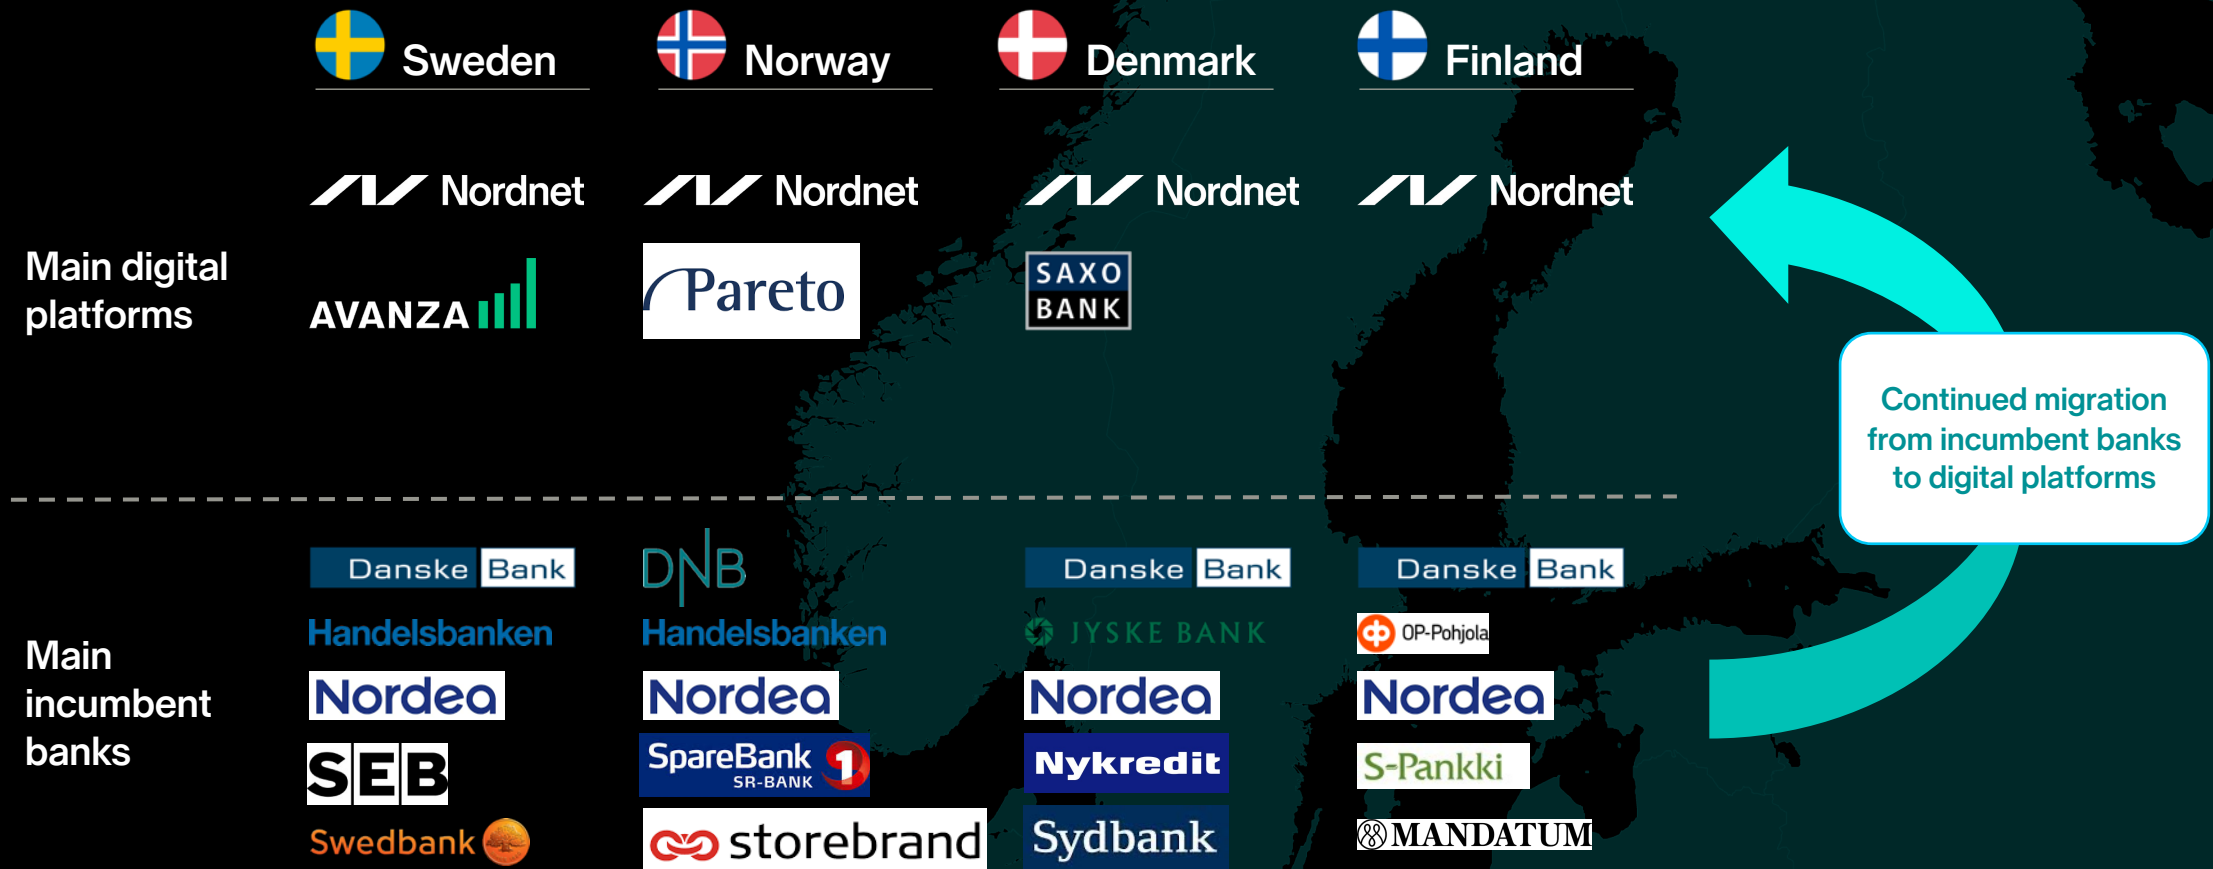 Sweden
Norway
Denmark
Finland
Main digital
platforms
Nordnet
Nordnet
Nordnet
Nordnet
AVANZA
Pareto
SAXO
BANK
Continued migration
from incumbent banks
to digital platforms
Main
incumbent
banks
Danske Bank
DNB
Danske Bank
Danske Bank
Handelsbanken
Handelsbanken
JYSKE BANK
OP-Pohjola
Nordea
Nordea
Nordea
Nordea
SEB
SpareBank 1
SR-BANK
Nykredit
S-Pankki
Swedbank
storebrand
Sydbank
MANDATUM